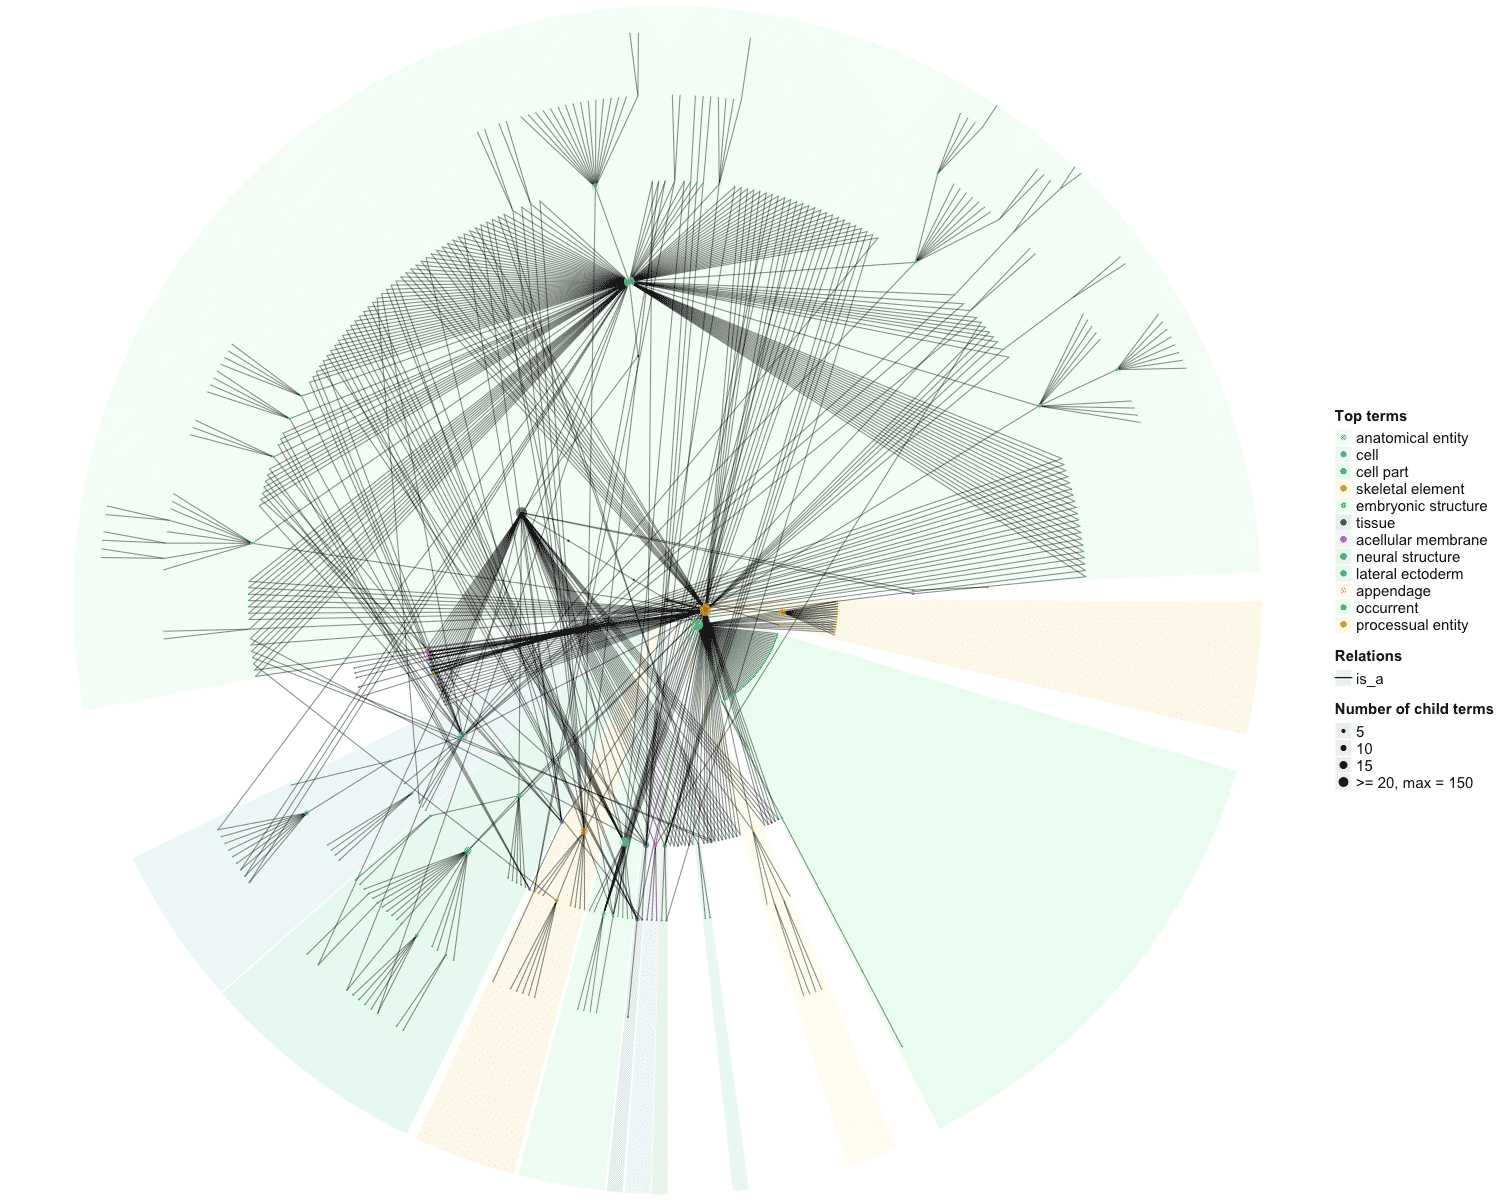 Top terms
anatomical entity
cell
cell part
skeletal element
embryonic structure
tissue
acellular membrane
neural structure
lateral ectoderm
appendage
occurrent
processual entity
Relations
is_a
Number of child terms
5
10
15
>= 20, max = 150